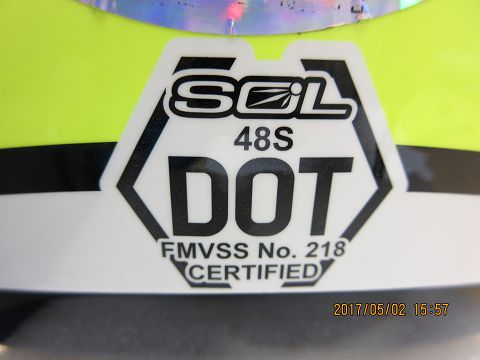 SOL
48S
DOT
FMVSS No. 218
CERTIFIED
2017/05/02 15:57